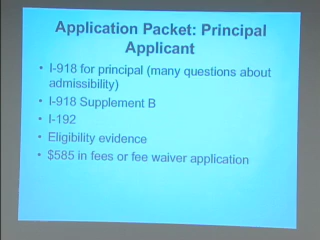 Application Packet: Principal
Applicant
• I-918 for principal (many questions about
admissibility)
• I-918 Supplement B
• I-192
• Eligibility evidence
• $585 in fees or fee waiver application